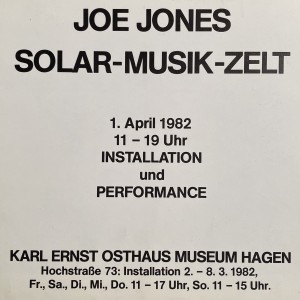 JOE JONES
SOLAR-MUSIK-ZELT
1. April 1982
11 – 19 Uhr
INSTALLATION
und
PERFORMANCE
KARL ERNST OSTHAUS MUSEUM HAGEN
Hochstraße 73: Installation 2. – 8. 3. 1982,
Fr., Sa., Di., Mi., Do. 11 – 17 Uhr, So. 11 – 15 Uhr.